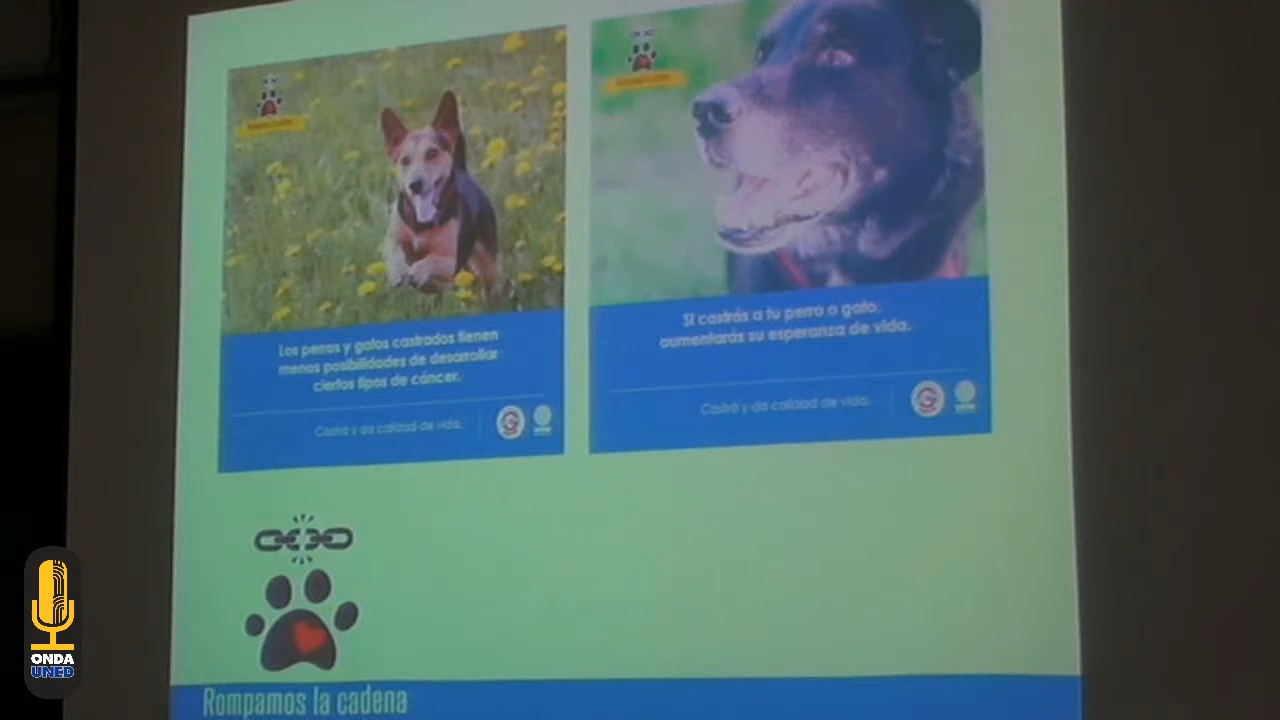 Los perros y gatos castrados tienen
menos posibilidades de desarrollar
ciertos tipos de cáncer.
Castrá y da calidad de vida.
Si castrás a tu perro o gato,
aumentarás su esperanza de vida.
Castrá y da calidad de vida.
Rompamos la cadena
ONDA
UNED